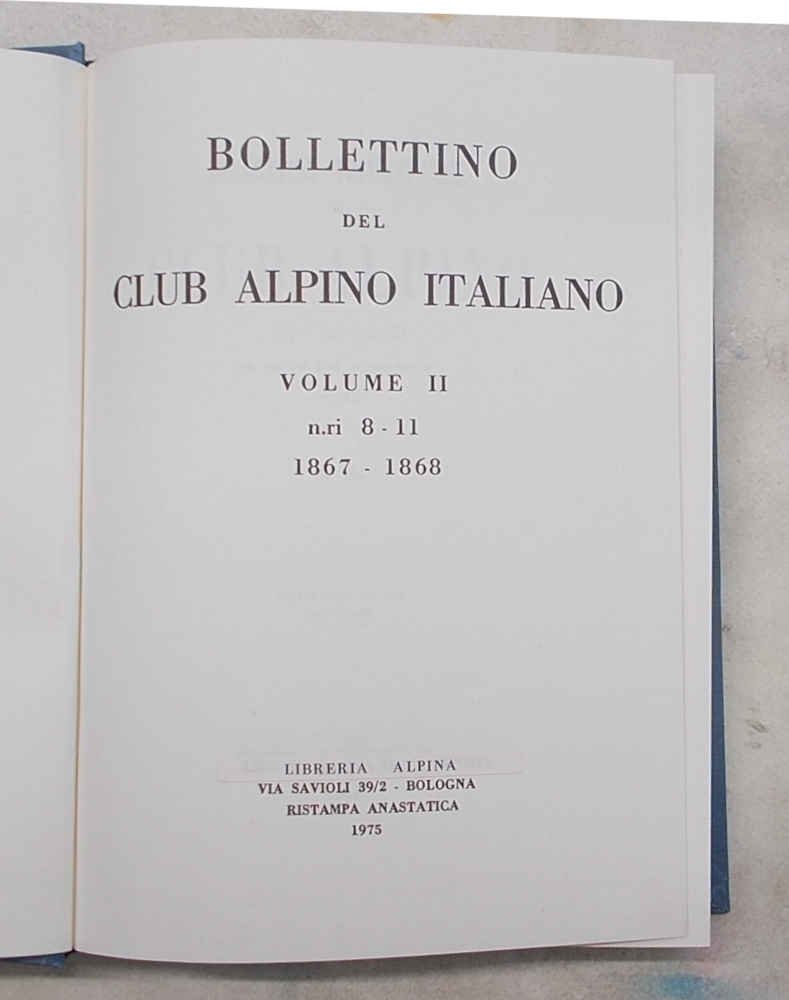 BOLLETTINO
DEL
CLUB ALPINO ITALIANO
VOLUME II
n.ri 8 - 11
1867 - 1868
LIBRERIA ALPINA
VIA SAVIOLI 39/2 - BOLOGNA
RISTAMPA ANASTATICA
1975